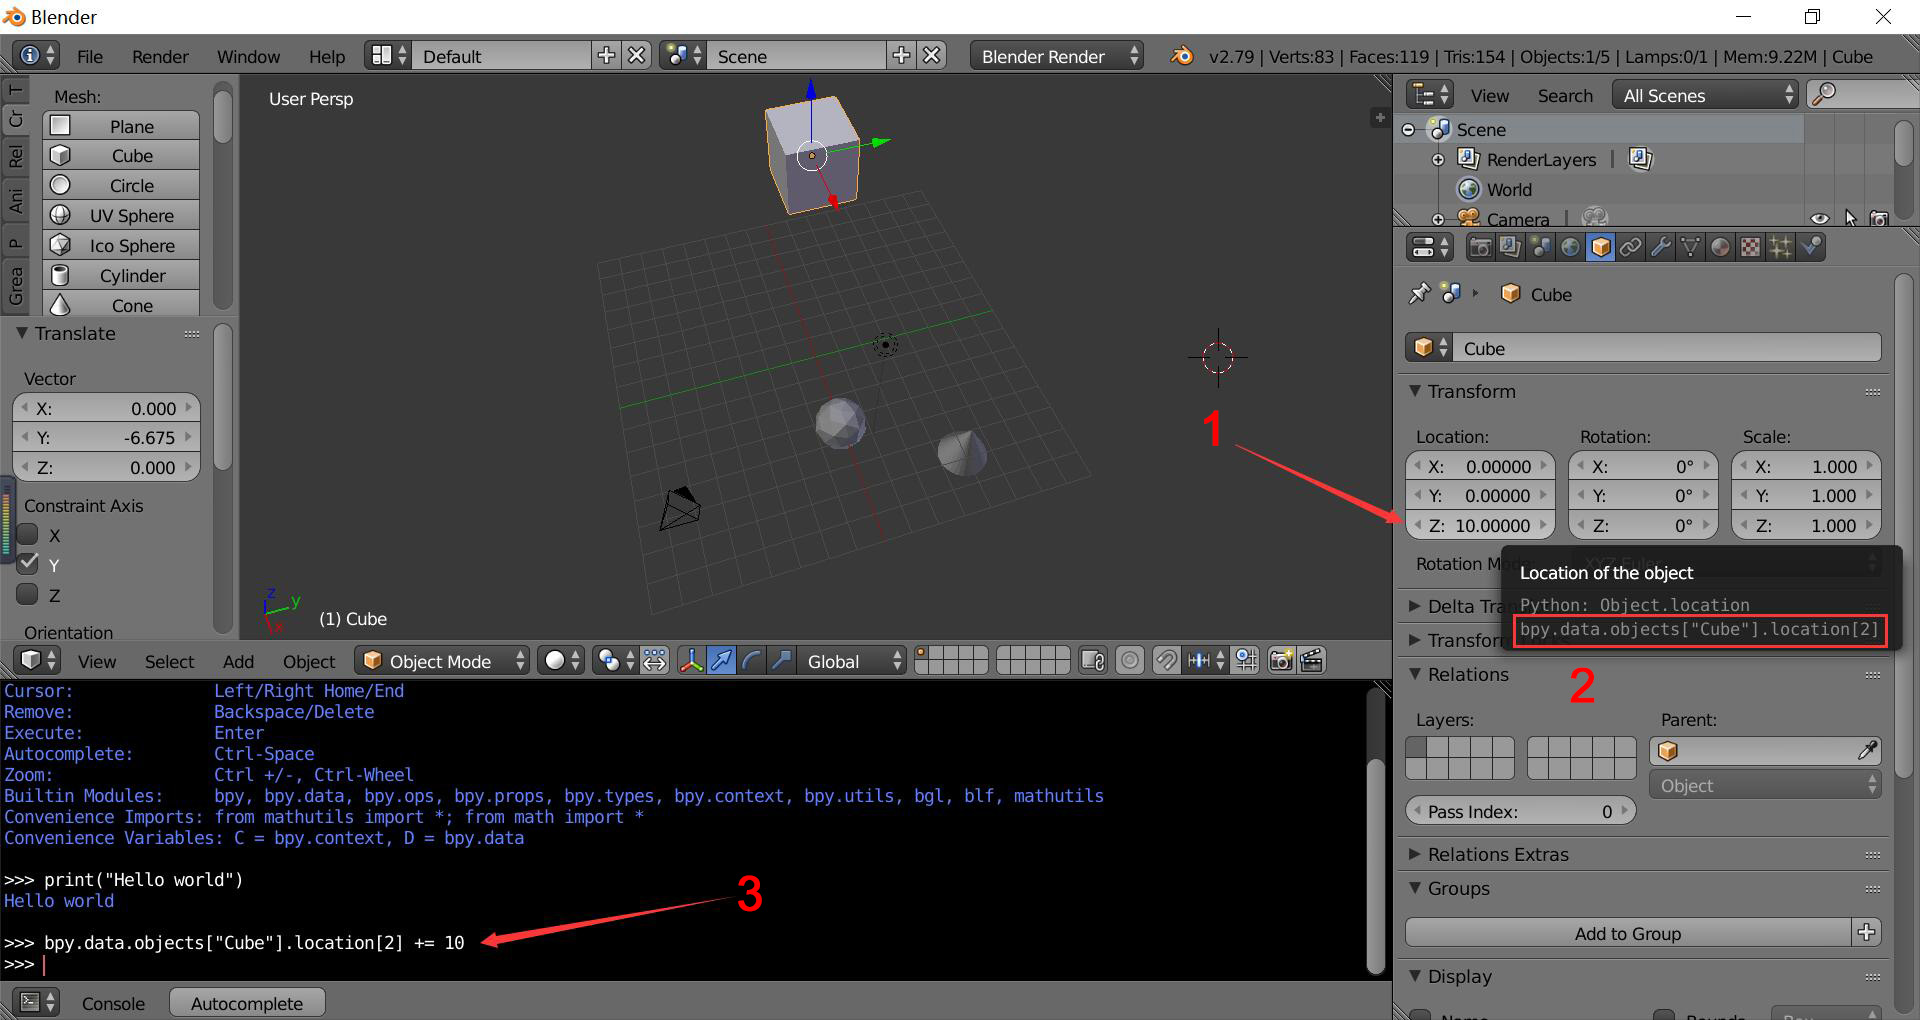 Blender
File Render Window Help Default Scene Blender Render v2.79 | Verts:83 | Faces:119 | Tris:154 | Objects:1/5 | Lamps:0/1 | Mem:9.22M | Cube
T
Cr
Rel
Ani
P
Grea
Mesh:
Plane
Cube
Circle
UV Sphere
Ico Sphere
Cylinder
Cone
Translate
Vector
X: 0.000
Y: -6.675
Z: 0.000
Constraint Axis
X
Y
Z
Orientation
User Persp
z
y
x
(1) Cube
View Select Add Object Object Mode Global
Cursor: Left/Right Home/End
Remove: Backspace/Delete
Execute: Enter
Autocomplete: Ctrl-Space
Zoom: Ctrl +/-, Ctrl-Wheel
Builtin Modules: bpy, bpy.data, bpy.ops, bpy.props, bpy.types, bpy.context, bpy.utils, bgl, blf, mathutils
Convenience Imports: from mathutils import *; from math import *
Convenience Variables: C = bpy.context, D = bpy.data
>>> print("Hello world")
Hello world
3
>>> bpy.data.objects["Cube"].location[2] += 10
>>>
Console Autocomplete
View Search All Scenes
Scene
RenderLayers |
World
Camera |
Cube
Cube
Transform
1
Location: Rotation: Scale:
X: 0.00000 X: 0° X: 1.000
Y: 0.00000 Y: 0° Y: 1.000
Z: 10.00000 Z: 0° Z: 1.000
Rotation Mo XYZ Euler
Location of the object
Delta Tra
Python: Object.location
bpy.data.objects["Cube"].location[2]
Transform
Relations
2
Layers: Parent:
Object
Pass Index: 0
Relations Extras
Groups
Add to Group
Display